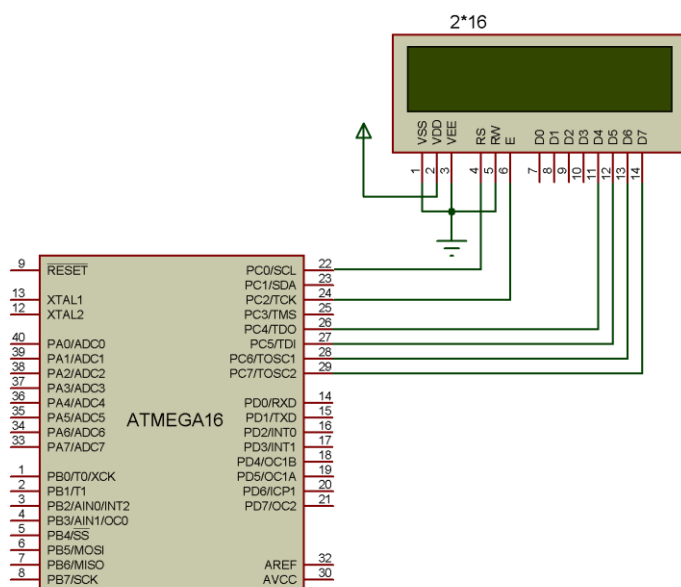 2*16
VSS VDD VEE RS RW E D0 D1 D2 D3 D4 D5 D6 D7
1 2 3 4 5 6 7 8 9 10 11 12 13 14
9 RESET PC0/SCL 22
PC1/SDA 23
13 XTAL1 PC2/TCK 24
12 XTAL2 PC3/TMS 25
PC4/TDO 26
40 PA0/ADC0 PC5/TDI 27
39 PA1/ADC1 PC6/TOSC1 28
38 PA2/ADC2 PC7/TOSC2 29
37 PA3/ADC3
36 PA4/ADC4 PD0/RXD 14
35 PA5/ADC5 ATMEGA16 PD1/TXD 15
34 PA6/ADC6 PD2/INT0 16
33 PA7/ADC7 PD3/INT1 17
PD4/OC1B 18
1 PB0/T0/XCK PD5/OC1A 19
2 PB1/T1 PD6/ICP1 20
3 PB2/AIN0/INT2 PD7/OC2 21
4 PB3/AIN1/OC0
5 PB4/SS
6 PB5/MOSI
7 PB6/MISO AREF 32
8 PB7/SCK AVCC 30